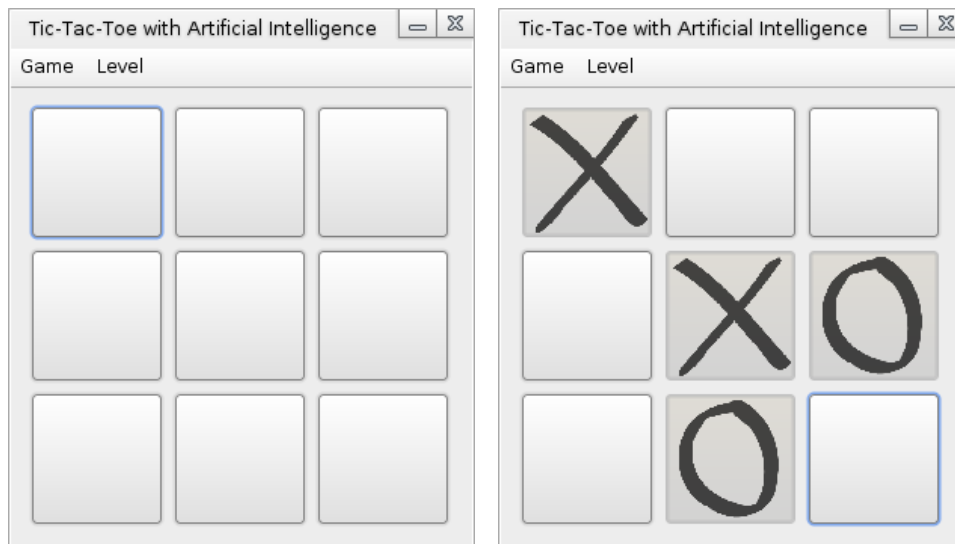 Tic-Tac-Toe with Artificial Intelligence
Game Level
Tic-Tac-Toe with Artificial Intelligence
Game Level
X
X O
O